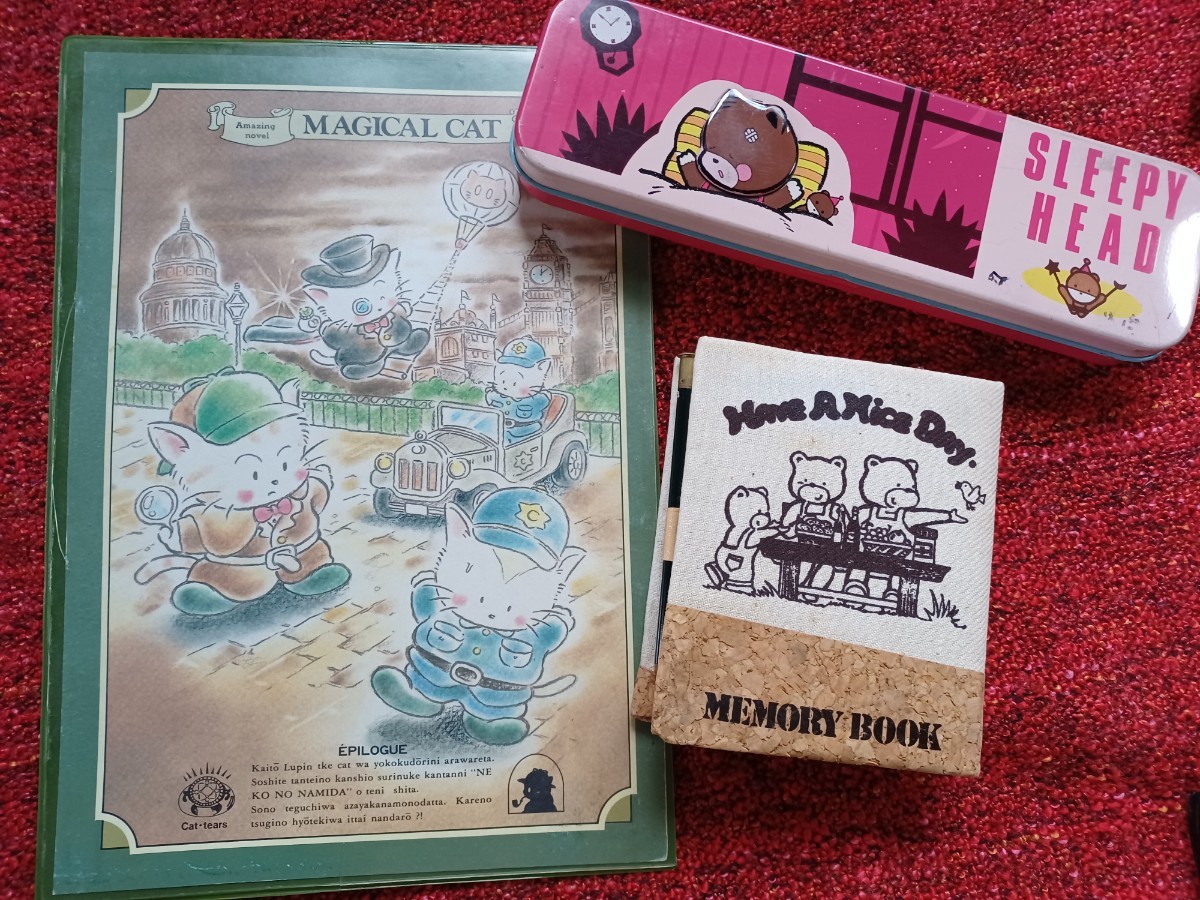 Amazing
novel
MAGICAL CAT
ÉPILOGUE
Kaitō Lupin tke cat wa yokokudōrini arawareta.
Soshite tanteino kanshio surinuke kantanni "NE
KO NO NAMIDA" o teni shita.
Sono teguchiwa azayakanamonodatta. Kareno
tsugino hyōtekiwa ittai nandarō ?!
Cat・tears
SLEEPY
HEAD
Have A Nice Day.
MEMORY BOOK